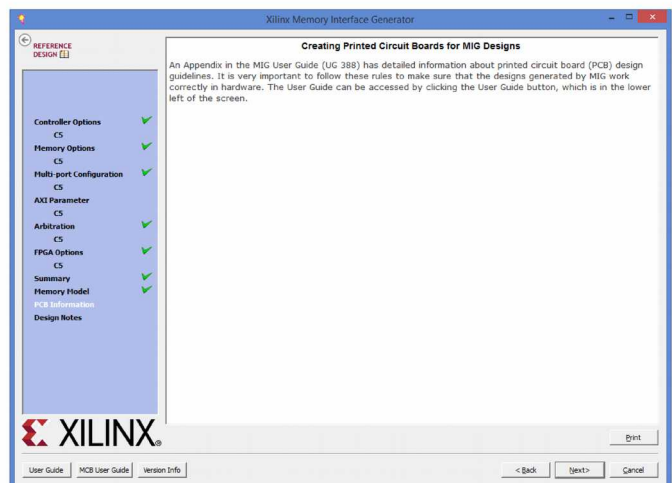 Xilinx Memory Interface Generator
REFERENCE
DESIGN
Controller Options
C5
Memory Options
C5
Multi-port Configuration
C5
AXI Parameter
C5
Arbitration
C5
FPGA Options
C5
Summary
Memory Model
PCB Information
Design Notes
Creating Printed Circuit Boards for MIG Designs
An Appendix in the MIG User Guide (UG 388) has detailed information about printed circuit board (PCB) design
guidelines. It is very important to follow these rules to make sure that the designs generated by MIG work
correctly in hardware. The User Guide can be accessed by clicking the User Guide button, which is in the lower
left of the screen.
XILINX®
Print
User Guide MCB User Guide Version Info < Back Next> Cancel